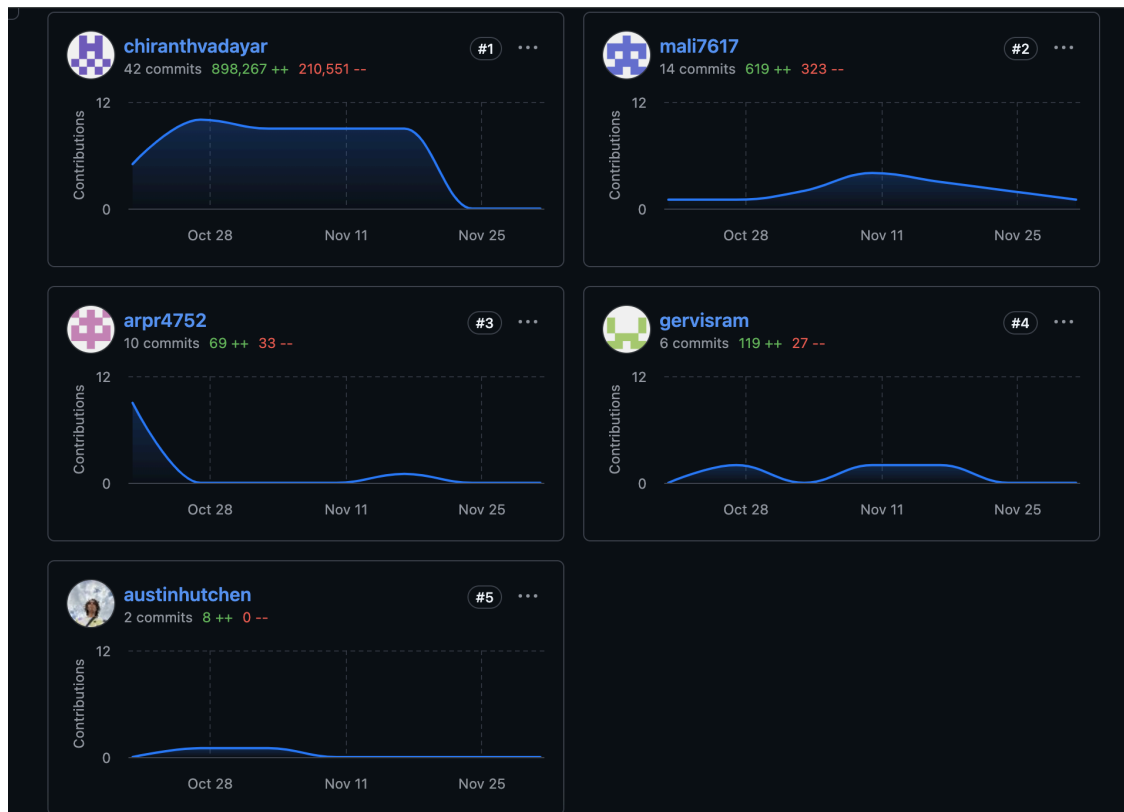 chiranthvadayar
#1
42 commits 898,267 ++ 210,551 --
Contributions
12
0
Oct 28 Nov 11 Nov 25
mali7617
#2
14 commits 619 ++ 323 --
Contributions
12
0
Oct 28 Nov 11 Nov 25
arpr4752
#3
10 commits 69 ++ 33 --
Contributions
12
0
Oct 28 Nov 11 Nov 25
gervisram
#4
6 commits 119 ++ 27 --
Contributions
12
0
Oct 28 Nov 11 Nov 25
austinhutchen
#5
2 commits 8 ++ 0 --
Contributions
12
0
Oct 28 Nov 11 Nov 25